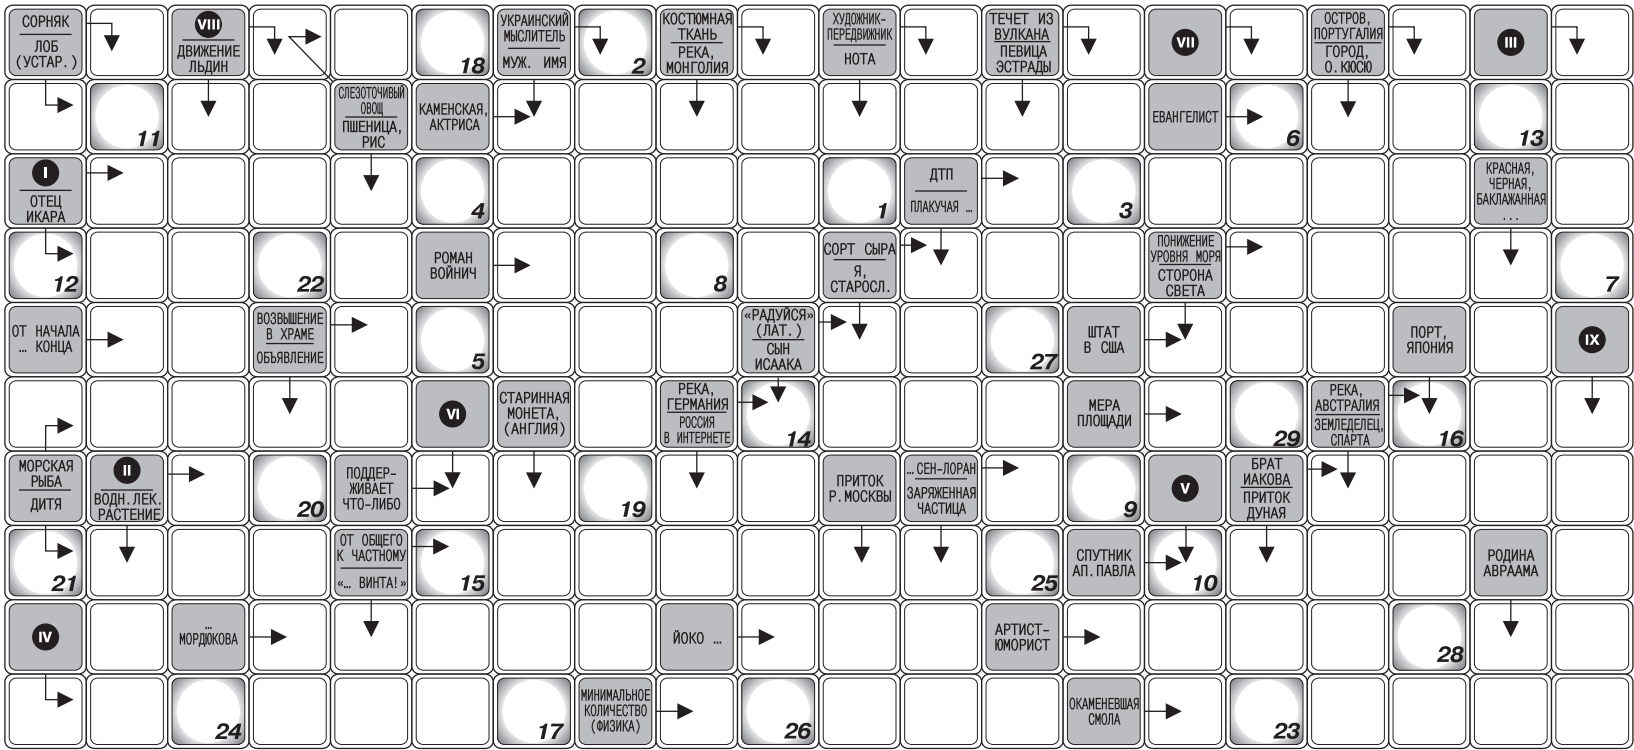 СОРНЯК
ЛОБ
(УСТАР.)
VIII
ДВИЖЕНИЕ
ЛЬДИН
18
УКРАИНСКИЙ
МЫСЛИТЕЛЬ
МУЖ. ИМЯ
2
КОСТЮМНАЯ
ТКАНЬ
РЕКА,
МОНГОЛИЯ
ХУДОЖНИК-
ПЕРЕДВИЖНИК
НОТА
ТЕЧЕТ ИЗ
ВУЛКАНА
ПЕВИЦА
ЭСТРАДЫ
VII
ОСТРОВ,
ПОРТУГАЛИЯ
ГОРОД,
О.КЮСЮ
III
11
СЛЕЗОТОЧИВЫЙ
ОВОЩ
ПШЕНИЦА,
РИС
КАМЕНСКАЯ,
АКТРИСА
ЕВАНГЕЛИСТ
6
13
I
ОТЕЦ
ИКАРА
4
1
ДТП
ПЛАКУЧАЯ …
3
КРАСНАЯ,
ЧЕРНАЯ,
БАКЛАЖАННАЯ
...
12
22
РОМАН
ВОЙНИЧ
8
СОРТ СЫРА
Я,
СТАРОСЛ.
ПОНИЖЕНИЕ
УРОВНЯ МОРЯ
СТОРОНА
СВЕТА
7
ОТ НАЧАЛА
… КОНЦА
ВОЗВЫШЕНИЕ
В ХРАМЕ
ОБЪЯВЛЕНИЕ
5
«РАДУЙСЯ»
(ЛАТ.)
СЫН
ИСААКА
27
ШТАТ
В США
ПОРТ,
ЯПОНИЯ
IX
VI
СТАРИННАЯ
МОНЕТА,
(АНГЛИЯ)
РЕКА,
ГЕРМАНИЯ
РОССИЯ
В ИНТЕРНЕТЕ
14
МЕРА
ПЛОЩАДИ
29
РЕКА,
АВСТРАЛИЯ
ЗЕМЛЕДЕЛЕЦ,
СПАРТА
16
МОРСКАЯ
РЫБА
ДИТЯ
II
ВОДН.ЛЕК.
РАСТЕНИЕ
20
ПОДДЕР-
ЖИВАЕТ
ЧТО-ЛИБО
19
ПРИТОК
Р.МОСКВЫ
…СЕН-ЛОРАН
ЗАРЯЖЕННАЯ
ЧАСТИЦА
9
V
БРАТ
ИАКОВА
ПРИТОК
ДУНАЯ
21
ОТ ОБЩЕГО
К ЧАСТНОМУ
«… ВИНТА!»
15
25
СПУТНИК
АП.ПАВЛА
10
РОДИНА
АВРААМА
IV
…
МОРДЮКОВА
ЙОКО …
АРТИСТ-
ЮМОРИСТ
28
24
17
МИНИМАЛЬНОЕ
КОЛИЧЕСТВО
(ФИЗИКА)
26
ОКАМЕНЕВШАЯ
СМОЛА
23